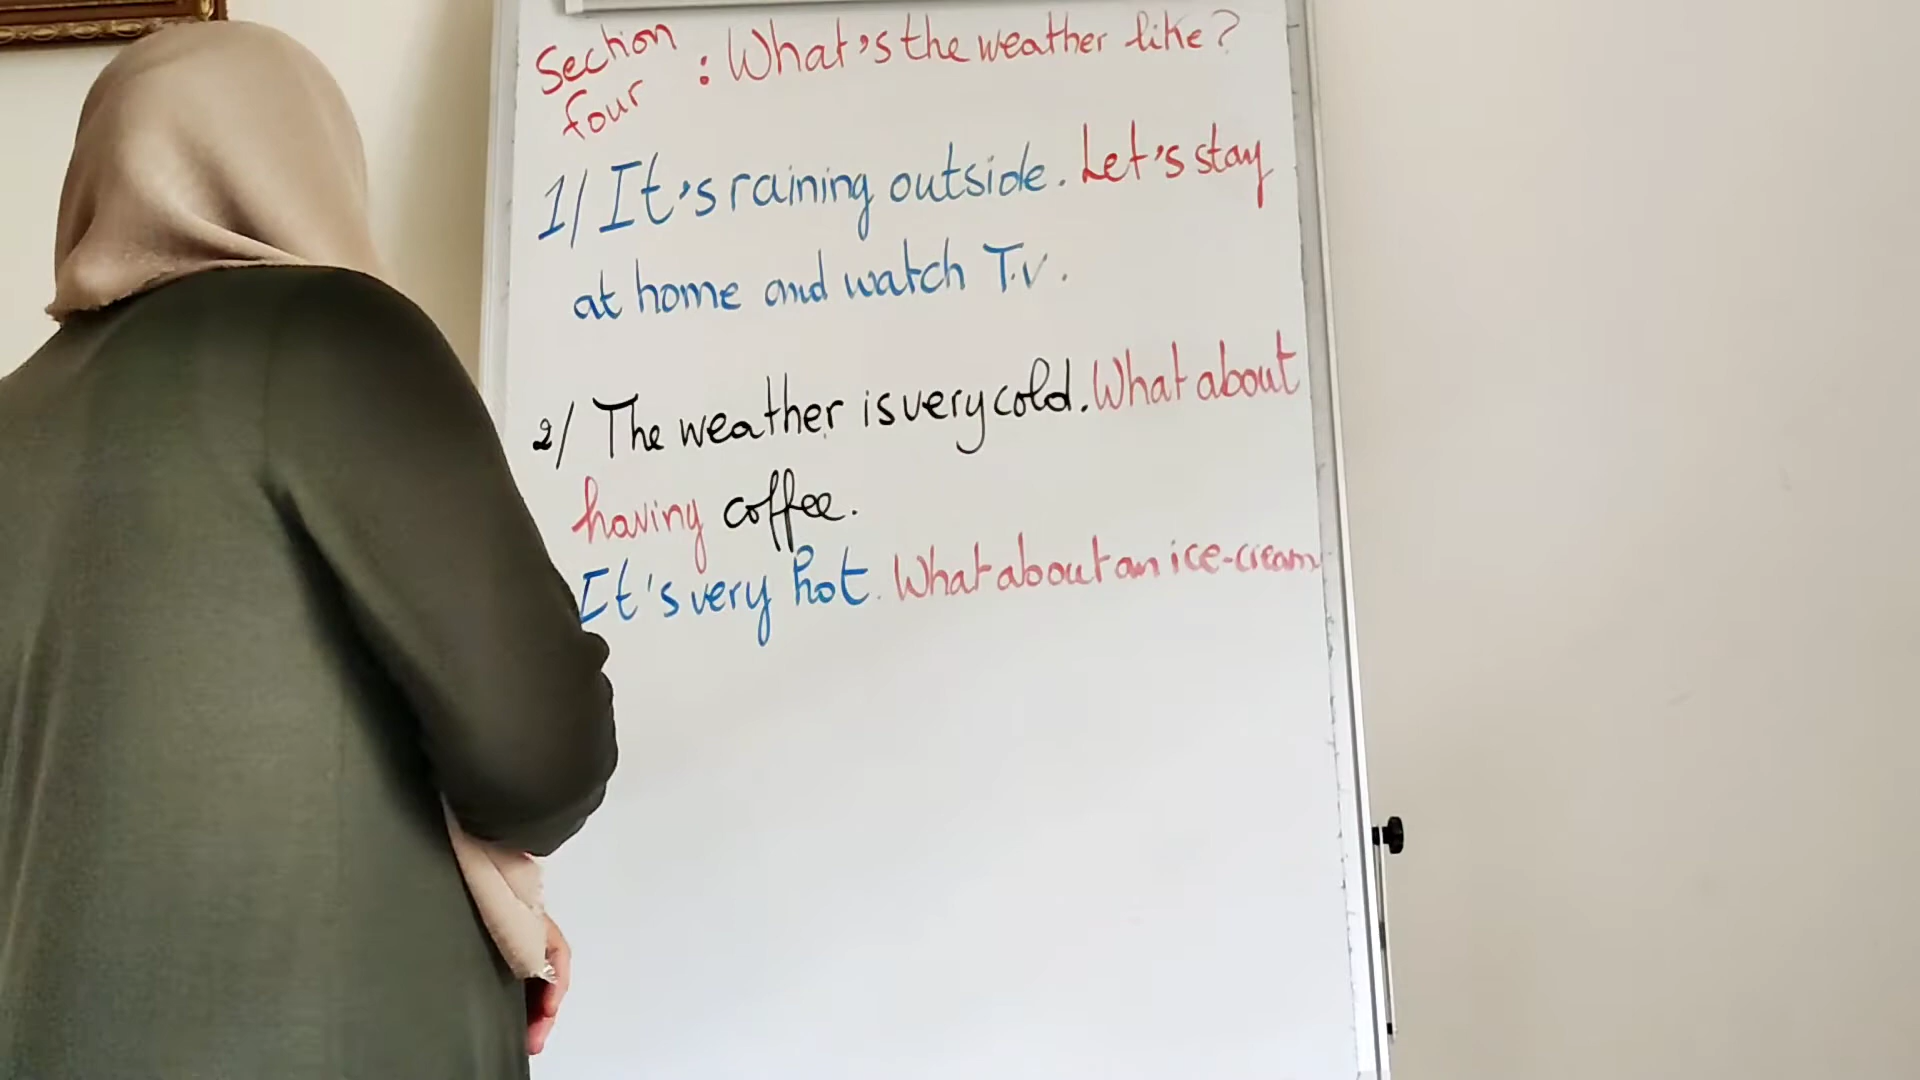 Section four : What's the weather like?
1/ It's raining outside. Let's stay
at home and watch T.V.
2/ The weather is very cold. What about
having coffee.
It's very hot. What about an ice-cream